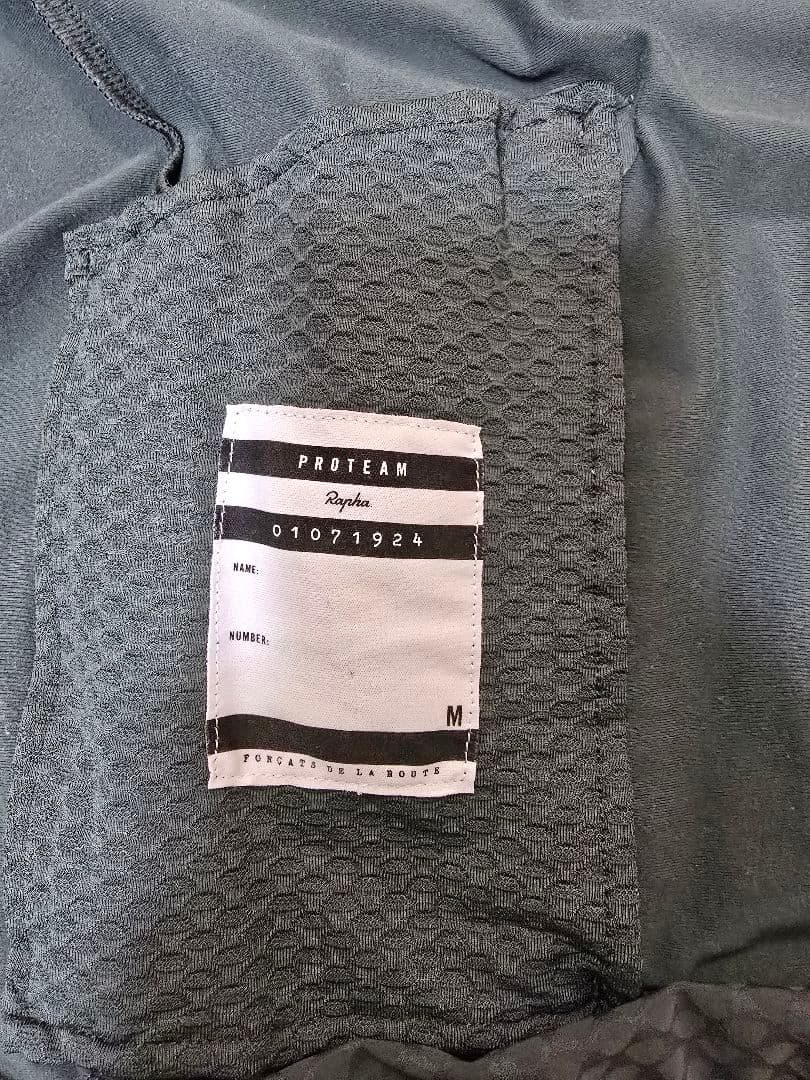 PROTEAM
Rapha
01071924
NAME:
NUMBER:
M
FORÇATS DE LA ROUTE